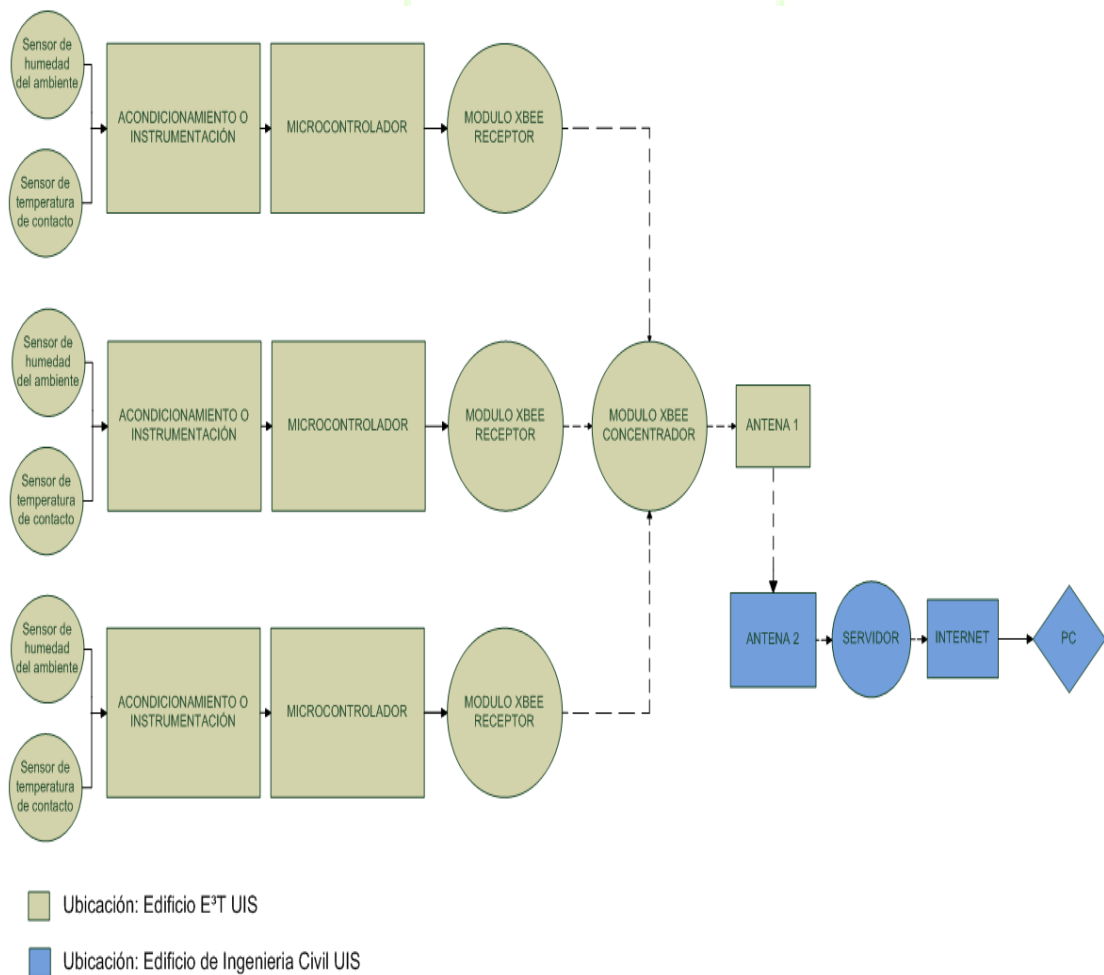 Sensor de
humedad
del ambiente
Sensor de
temperatura
de contacto
ACONDICIONAMIENTO O
INSTRUMENTACIÓN
MICROCONTROLADOR
MODULO XBEE
RECEPTOR
Sensor de
humedad
del ambiente
Sensor de
temperatura
de contacto
ACONDICIONAMIENTO O
INSTRUMENTACIÓN
MICROCONTROLADOR
MODULO XBEE
RECEPTOR
MODULO XBEE
CONCENTRADOR
ANTENA 1
Sensor de
humedad
del ambiente
Sensor de
temperatura
de contacto
ACONDICIONAMIENTO O
INSTRUMENTACIÓN
MICROCONTROLADOR
MODULO XBEE
RECEPTOR
ANTENA 2
SERVIDOR
INTERNET
PC
Ubicación: Edificio E³T UIS
Ubicación: Edificio de Ingenieria Civil UIS